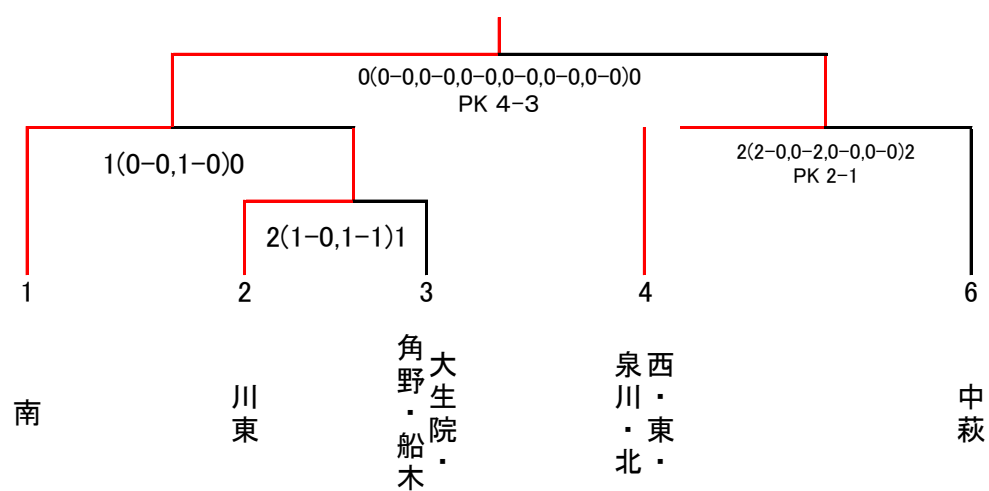 0(0-0,0-0,0-0,0-0,0-0,0-0)0
PK 4-3
1(0-0,1-0)0
2(2-0,0-2,0-0,0-0)2
PK 2-1
2(1-0,1-1)1
1
2
3
4
6
南
川東
大生院・
角野・船木
西・東・
泉川・北
中萩